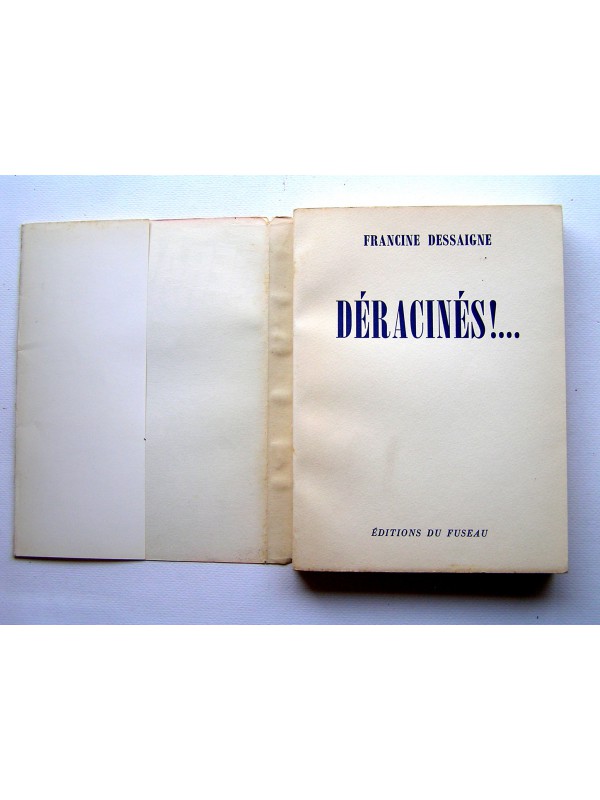 FRANCINE DESSAIGNE
DÉRACINÉS!...
ÉDITIONS DU FUSEAU